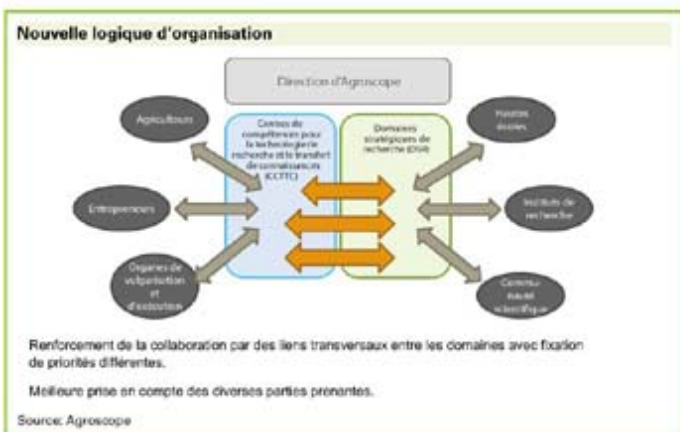 Nouvelle logique d'organisation
Direction d'Agroscope
Agriculteurs
Entrepreneurs
Organes de
vulgarisation
et
d'exécution
Centres de
compétences pour
la technologie de
recherche et le transfert
de connaissances
(CCTTC)
Domaines
stratégiques de
recherche (DSR)
Hautes
écoles
Instituts de
recherche
Commu-
nauté
scientifique
Renforcement de la collaboration par des liens transversaux entre les domaines avec fixation
de priorités différentes.
Meilleure prise en compte des diverses parties prenantes.
Source: Agroscope